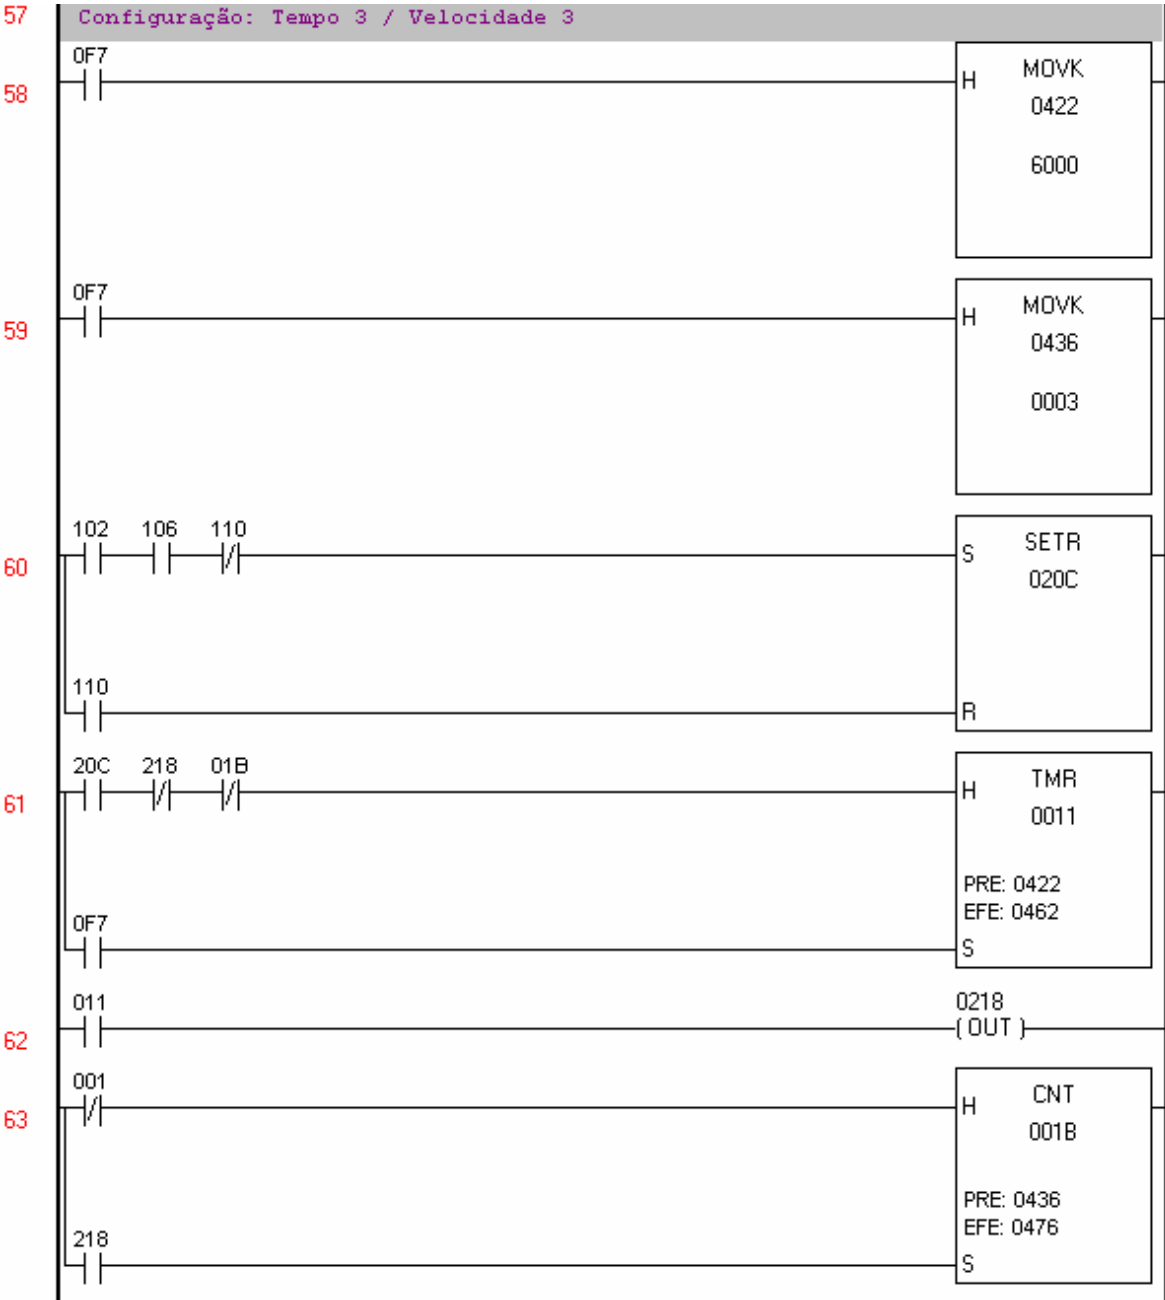 57 Configuração: Tempo 3 / Velocidade 3
0F7
58
H MOVK
0422
6000
0F7
59
H MOVK
0436
0003
102 106 110
60
S SETR
020C
110
R
20C 218 01B
61
H TMR
0011
PRE: 0422
EFE: 0462
0F7
S
011
62
0218
( OUT )
001
63
H CNT
001B
PRE: 0436
EFE: 0476
218
S